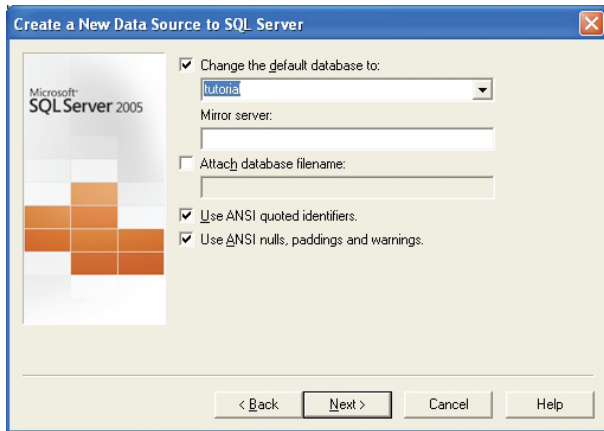 Create a New Data Source to SQL Server
Microsoft®
SQL Server 2005
Change the default database to:
tutorial
Mirror server:
Attach database filename:
Use ANSI quoted identifiers.
Use ANSI nulls, paddings and warnings.
< Back
Next >
Cancel
Help